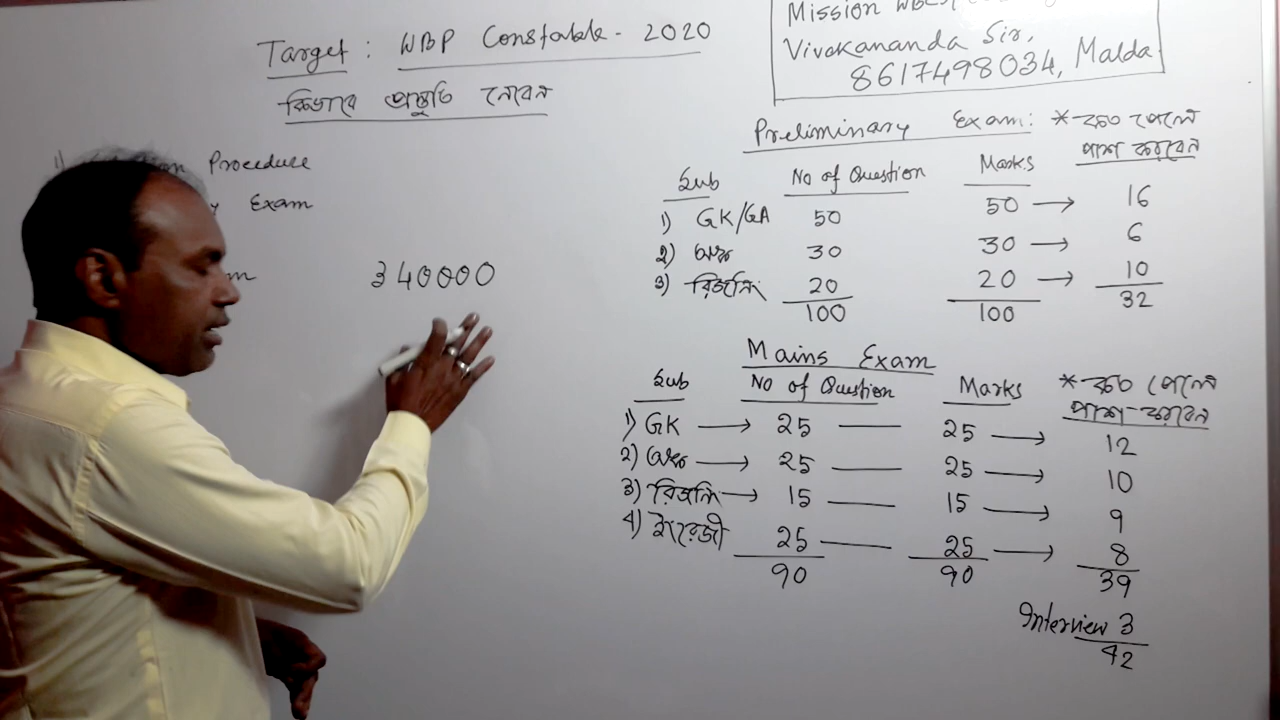 Target: WBP Constable - 2020
কিভাবে প্রস্তুতি নেবেন
1) Procedure
Exam
340000
Mission
Vivekananda Sir,
8617498034, Malda
Preliminary Exam: * কত পেলে
পাশ করবেন
Sub No of Question Marks
1) GK/GA 50 50 → 16
2) অঙ্ক 30 30 → 6
3) রিজনিং 20 20 → 10
100 100 32
Mains Exam
Sub No of Question Marks * কত পেলে
পাশ করবেন
1) GK → 25 — 25 → 12
2) অঙ্ক → 25 — 25 → 10
3) রিজনিং → 15 — 15 → 9
4) ইংরেজী 25 — 25 → 8
90 90 39
Interview 3
42